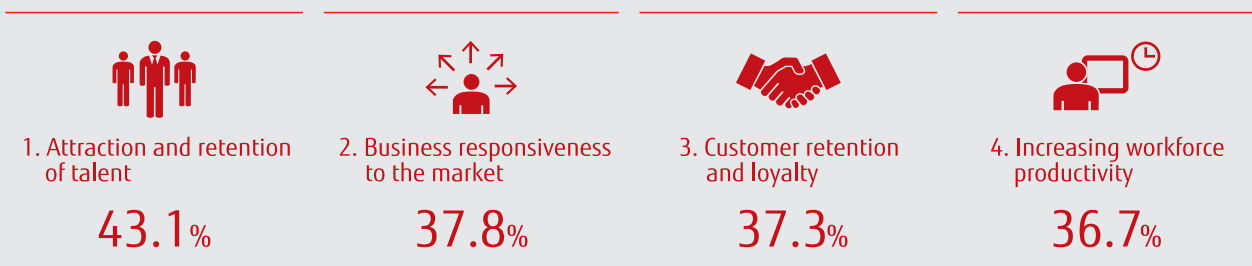 1. Attraction and retention
of talent
43.1%
2. Business responsiveness
to the market
37.8%
3. Customer retention
and loyalty
37.3%
4. Increasing workforce
productivity
36.7%